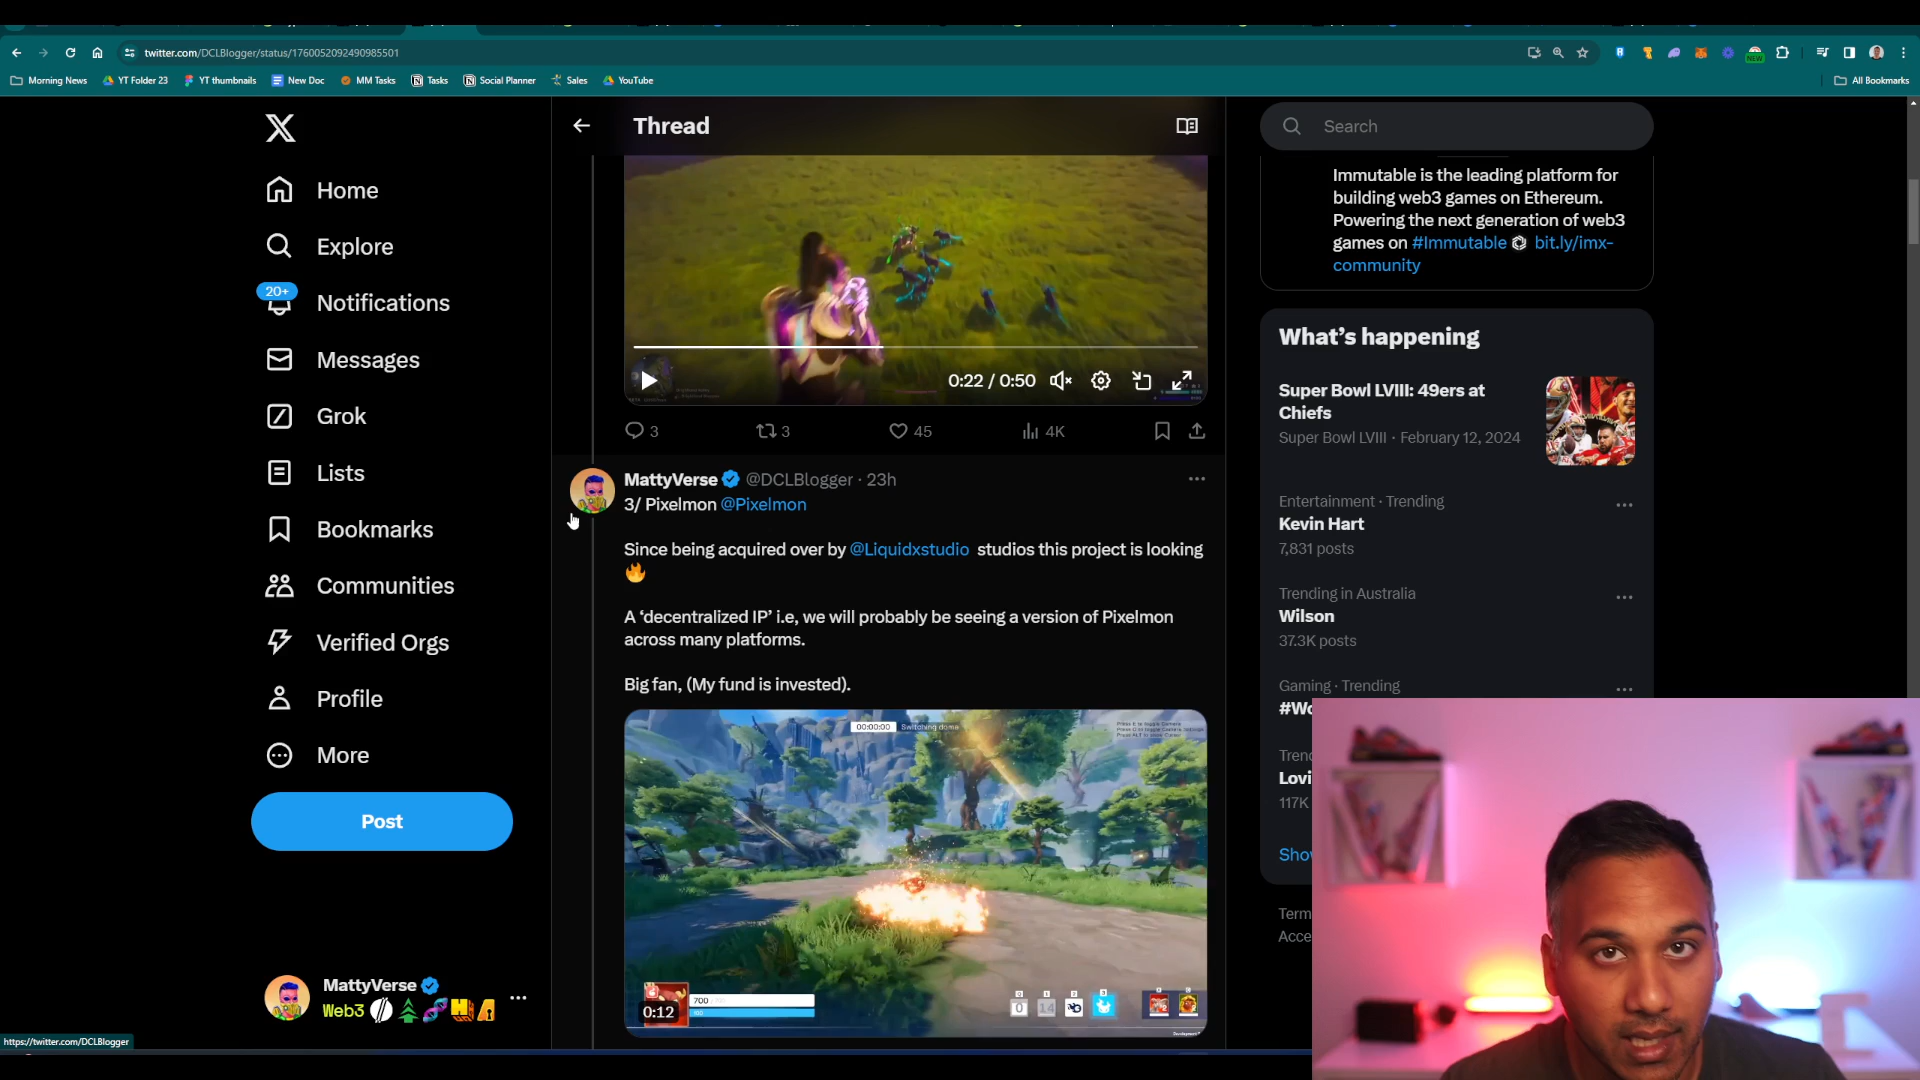 twitter.com/DCLBlogger/status/1760052092490985501
Morning News
YT Folder 23
YT thumbnails
New Doc
MM Tasks
Tasks
Social Planner
Sales
YouTube
All Bookmarks
NEW
X
Home
Explore
20+
Notifications
Messages
Grok
Lists
Bookmarks
Communities
Verified Orgs
Profile
More
Post
MattyVerse
Web3
https://twitter.com/DCLBlogger
Thread
0:22 / 0:50
3
3
45
4K
MattyVerse @DCLBlogger · 23h
3/ Pixelmon @Pixelmon
Since being acquired over by @Liquidxstudio studios this project is looking
🔥
A ‘decentralized IP’ i.e, we will probably be seeing a version of Pixelmon
across many platforms.
Big fan, (My fund is invested).
00:00:00 Switching dome
700
0:12
Search
Immutable is the leading platform for
building web3 games on Ethereum.
Powering the next generation of web3
games on #Immutable bit.ly/imx-
community
What’s happening
Super Bowl LVIII: 49ers at
Chiefs
Super Bowl LVIII · February 12, 2024
Entertainment · Trending
Kevin Hart
7,831 posts
Trending in Australia
Wilson
37.3K posts
Gaming · Trending
#Wo
Trend
Lovi
117K
Show
Term
Acce